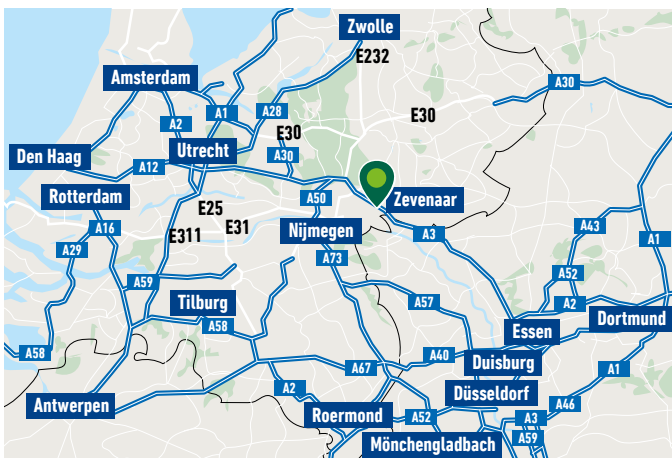 Zwolle
E232
Amsterdam
A30
A28
A1
A2
E30
E30
Utrecht
A30
Den Haag
A12
Rotterdam
A50
Zevenaar
E25
A16
E311
E31
Nijmegen
A3
A43
A1
A29
A73
A52
A59
Tilburg
A57
A2
A58
Essen
Dortmund
A58
A40
Duisburg
A67
A1
A2
Düsseldorf
Antwerpen
A46
Roermond
A52
A3
Mönchengladbach
A59